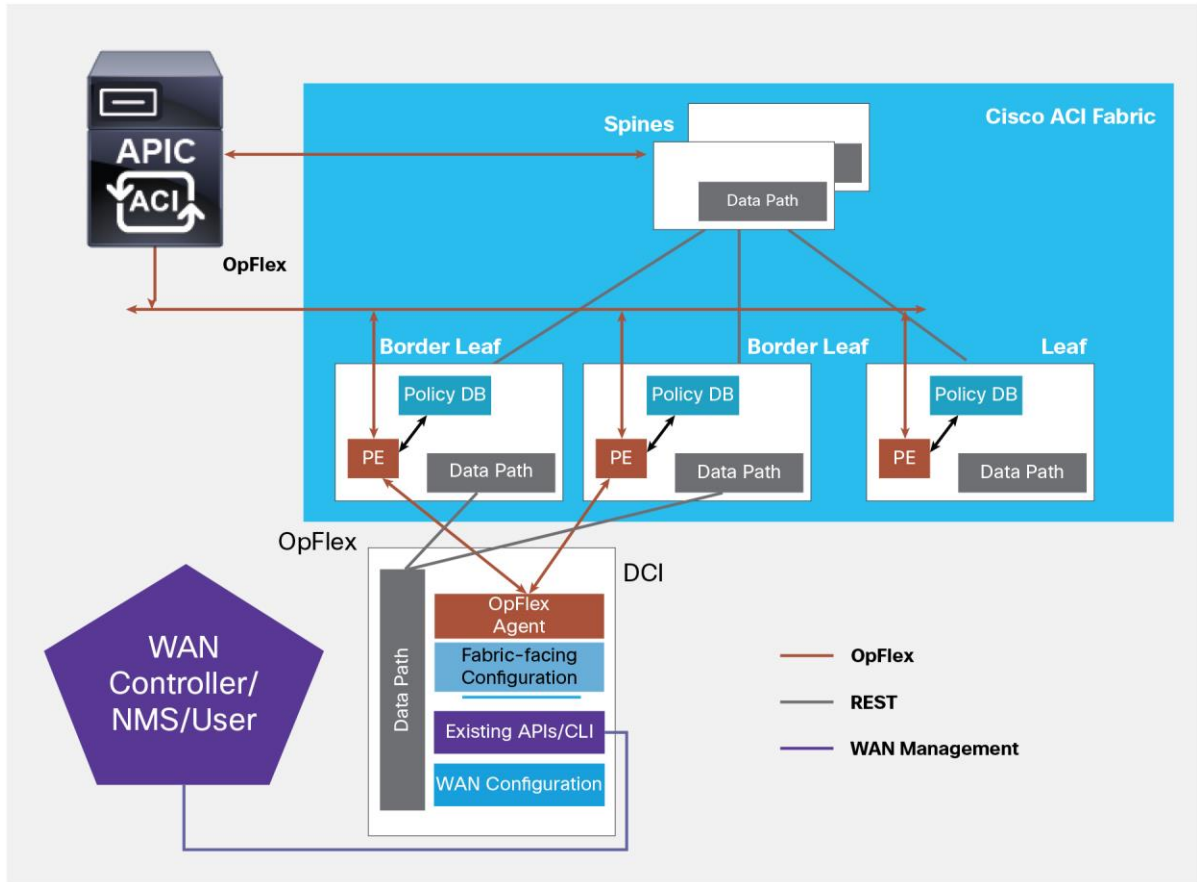 APIC
ACI
Spines
Cisco ACI Fabric
Data Path
OpFlex
Border Leaf
Border Leaf
Leaf
Policy DB
Policy DB
Policy DB
PE
PE
PE
Data Path
Data Path
Data Path
OpFlex
DCI
OpFlex
Agent
Fabric-facing
Configuration
Data Path
Existing APIs/CLI
WAN Configuration
WAN
Controller/
NMS/User
OpFlex
REST
WAN Management